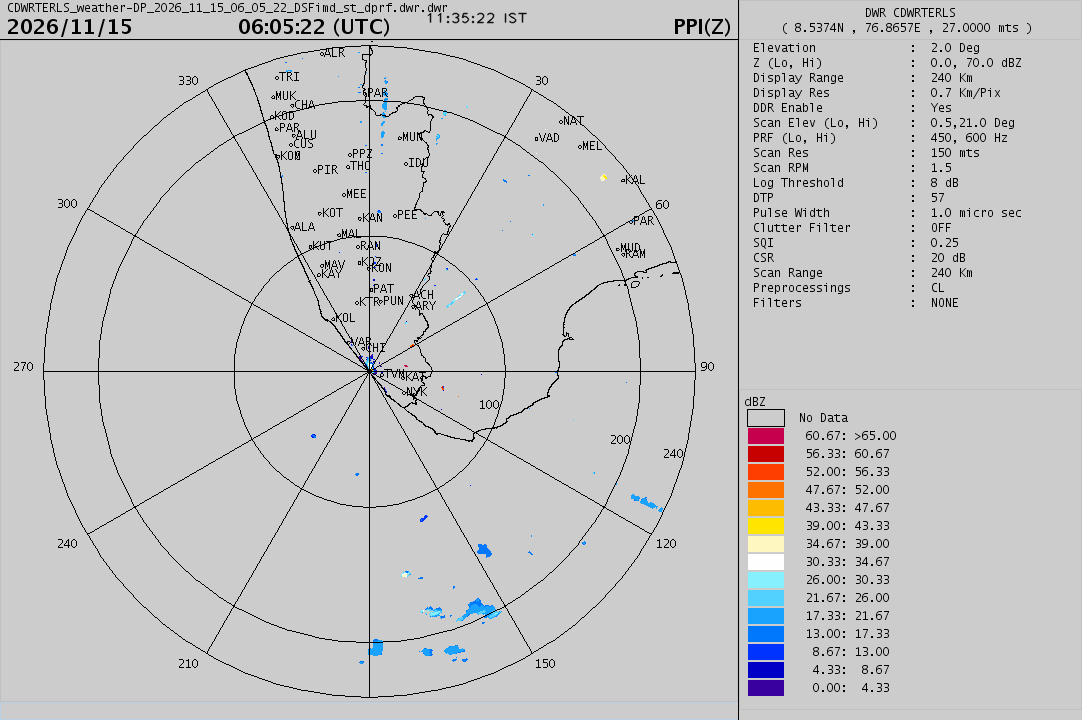 CDWRTERLS_weather-DP_2026_11_15_06_05_22_DSFimd_st_dprf.dwr.dwr
11:35:22 IST
2026/11/15 06:05:22 (UTC) PPI(Z)
DWR CDWRTERLS
( 8.5374N , 76.8657E , 27.0000 mts )
Elevation : 2.0 Deg
Z (Lo, Hi) : 0.0, 70.0 dBZ
Display Range : 240 Km
Display Res : 0.7 Km/Pix
DDR Enable : Yes
Scan Elev (Lo, Hi) : 0.5,21.0 Deg
PRF (Lo, Hi) : 450, 600 Hz
Scan Res : 150 mts
Scan RPM : 1.5
Log Threshold : 8 dB
DTP : 57
Pulse Width : 1.0 micro sec
Clutter Filter : OFF
SQI : 0.25
CSR : 20 dB
Scan Range : 240 Km
Preprocessings : CL
Filters : NONE
dBZ
No Data
60.67: >65.00
56.33: 60.67
52.00: 56.33
47.67: 52.00
43.33: 47.67
39.00: 43.33
34.67: 39.00
30.33: 34.67
26.00: 30.33
21.67: 26.00
17.33: 21.67
13.00: 17.33
8.67: 13.00
4.33: 8.67
0.00: 4.33
ALR
TRI
330
30
PAR
MUK
CHA
KOD
NAT
PAR
ALU
MUN
VAD
CUS
MEL
PPZ
THO
IDU
PIR
KAL
MEE
300
60
KOT
KAN
PEE
PAR
ALA
MAL
KUT
RAN
MUD
RAM
MAV
KOZ
KON
KAY
PAT
ACH
KTR
PUN
ARY
KOL
VAR
CHI
270
90
TVM
KAT
NYK
100
200
240
240
120
210
150